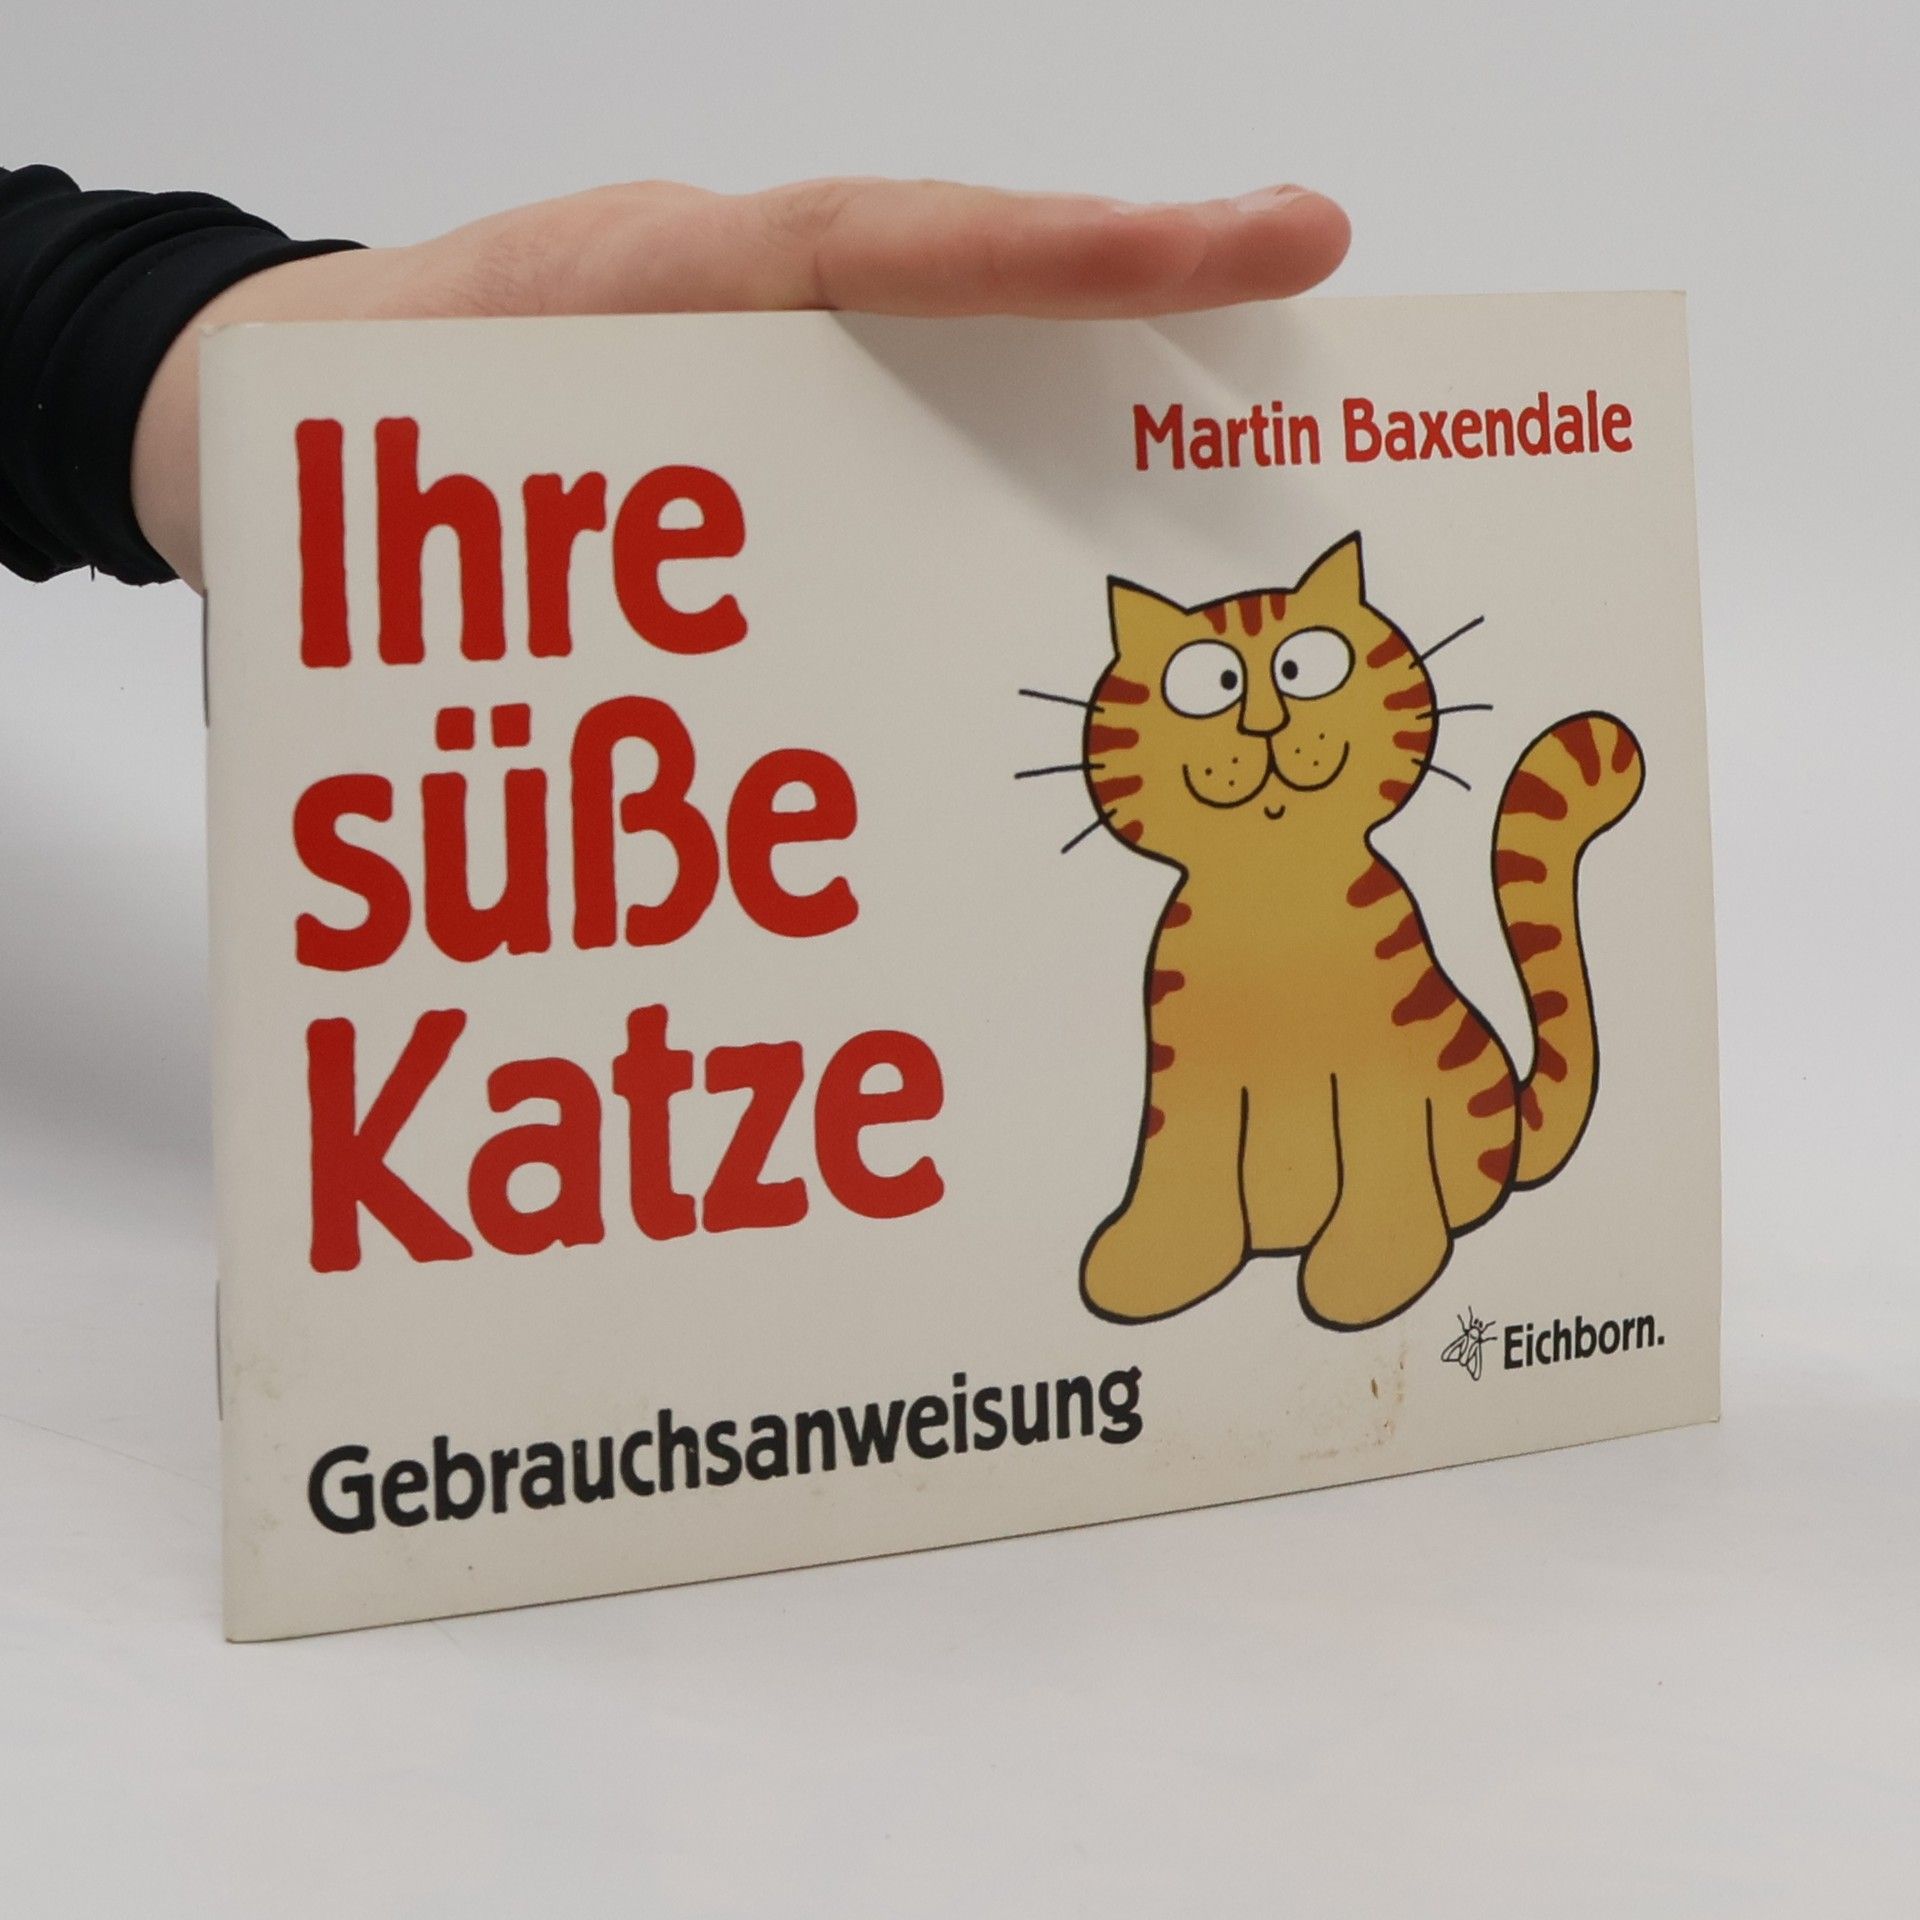 Martin Baxendale
Ihre
süße
Katze
Gebrauchsanweisung
Eichborn.